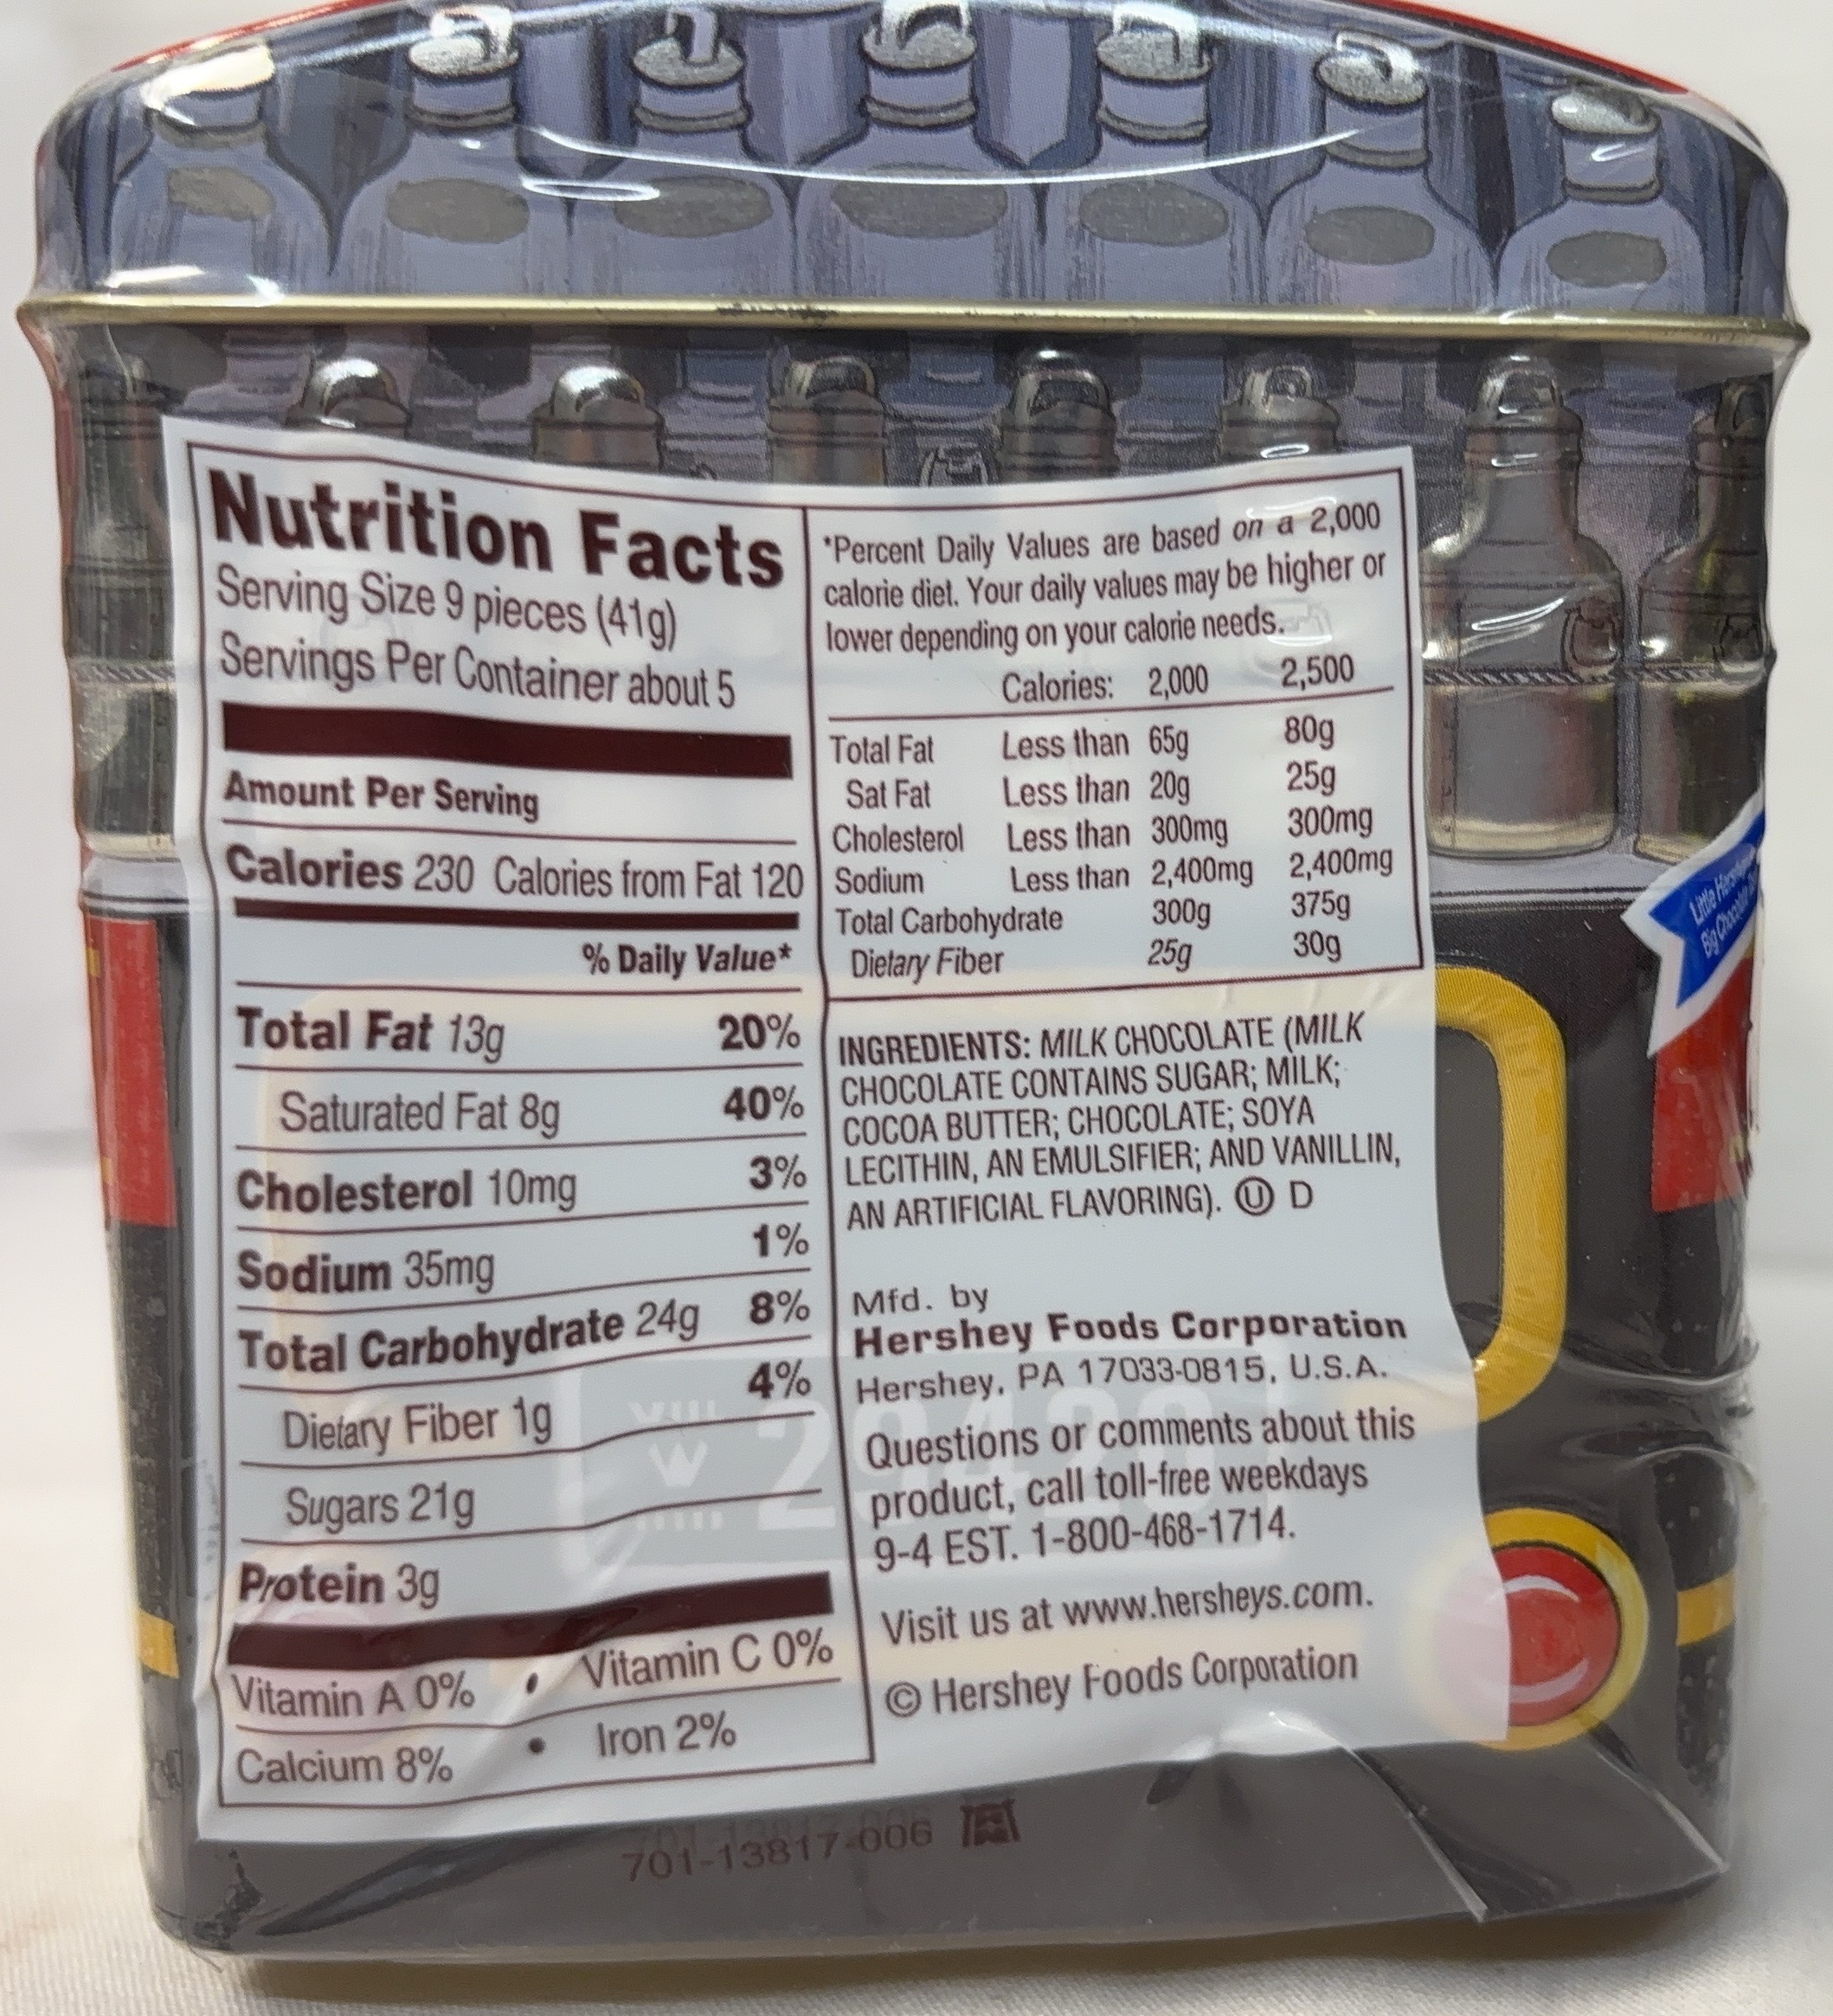 Nutrition Facts
Serving Size 9 pieces (41g)
Servings Per Container about 5
Amount Per Serving
Calories 230 Calories from Fat 120
% Daily Value*
Total Fat 13g 20%
Saturated Fat 8g 40%
Cholesterol 10mg 3%
Sodium 35mg 1%
Total Carbohydrate 24g 8%
Dietary Fiber 1g 4%
Sugars 21g
Protein 3g
Vitamin A 0% • Vitamin C 0%
Calcium 8% • Iron 2%
*Percent Daily Values are based on a 2,000
calorie diet. Your daily values may be higher or
lower depending on your calorie needs.
Calories: 2,000 2,500
Total Fat Less than 65g 80g
Sat Fat Less than 20g 25g
Cholesterol Less than 300mg 300mg
Sodium Less than 2,400mg 2,400mg
Total Carbohydrate 300g 375g
Dietary Fiber 25g 30g
INGREDIENTS: MILK CHOCOLATE (MILK
CHOCOLATE CONTAINS SUGAR; MILK;
COCOA BUTTER; CHOCOLATE; SOYA
LECITHIN, AN EMULSIFIER; AND VANILLIN,
AN ARTIFICIAL FLAVORING). Ⓤ D
Mfd. by
Hershey Foods Corporation
Hershey, PA 17033-0815, U.S.A.
Questions or comments about this
product, call toll-free weekdays
9-4 EST. 1-800-468-1714.
Visit us at www.hersheys.com.
© Hershey Foods Corporation
701-13817-006
Little
Big